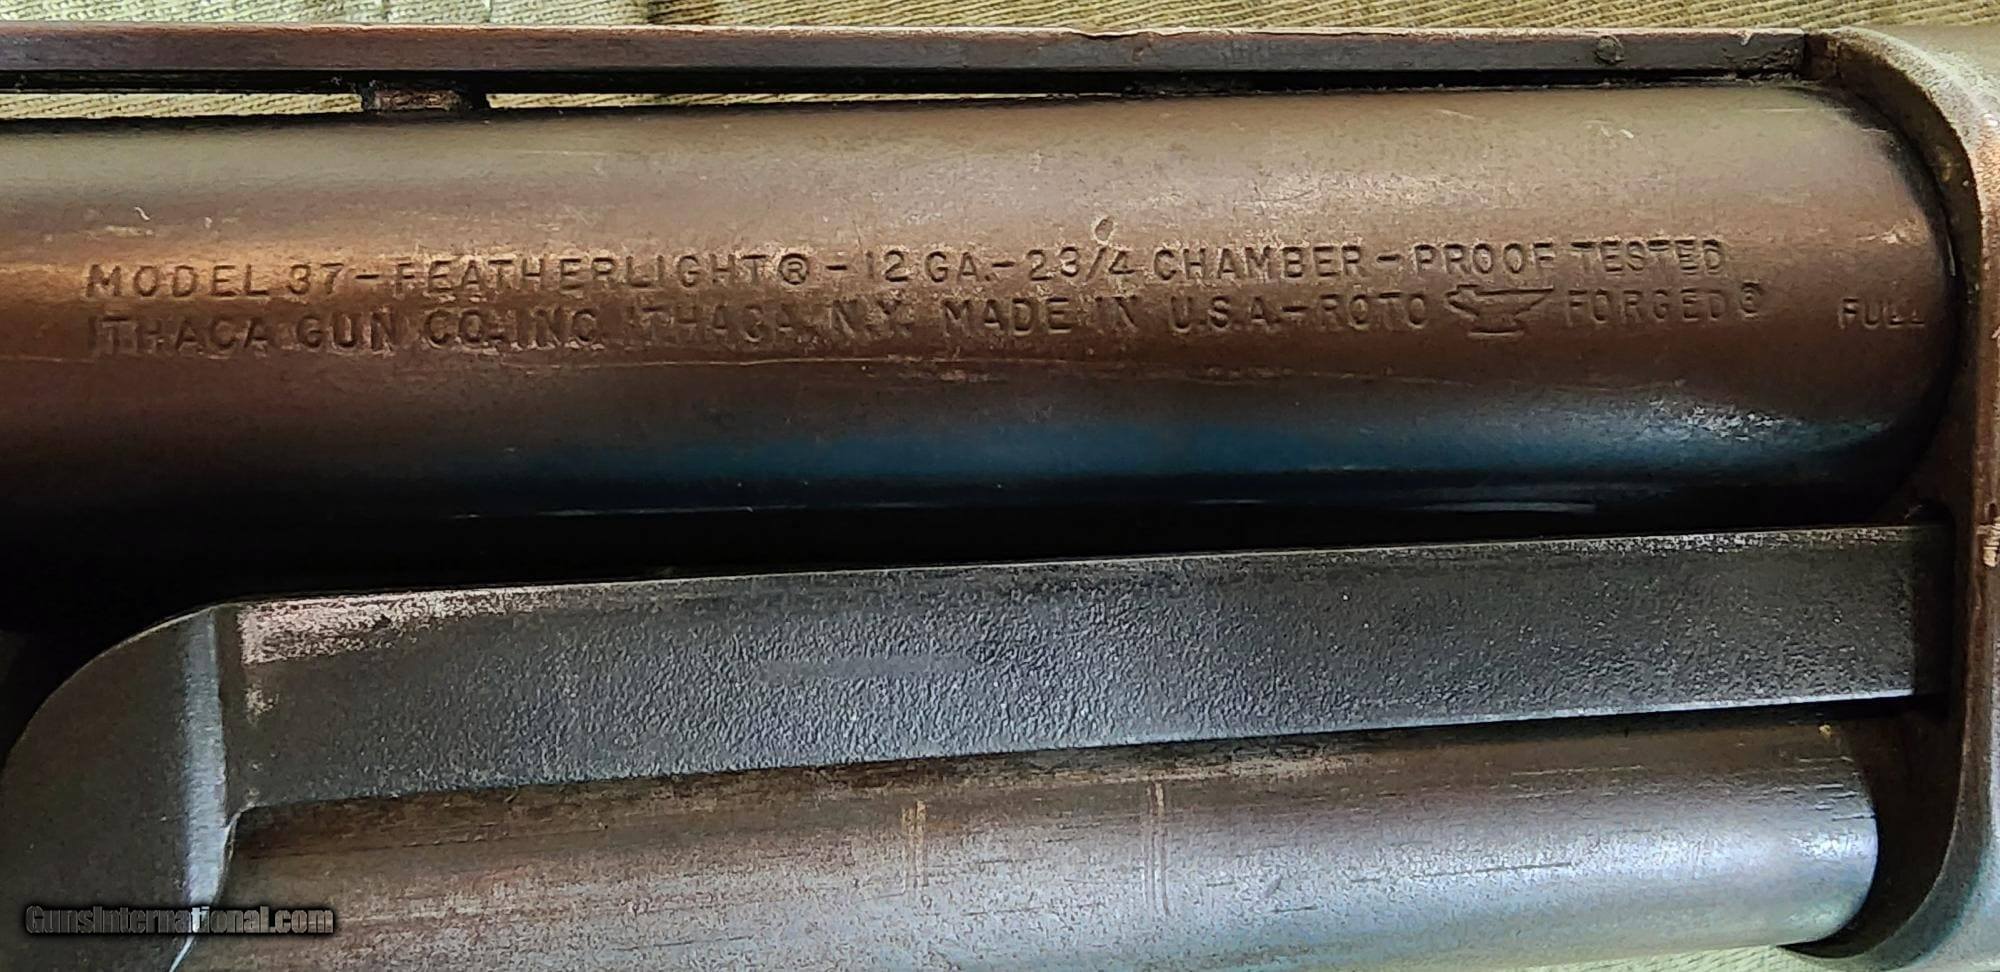 MODEL 37-FEATHERLIGHT®-12 GA.-2 3/4 CHAMBER-PROOF TESTED
ITHACA GUN CO. INC. ITHACA, N.Y. MADE IN U.S.A.-ROTO FORGED® FULL
GunsInternational.com